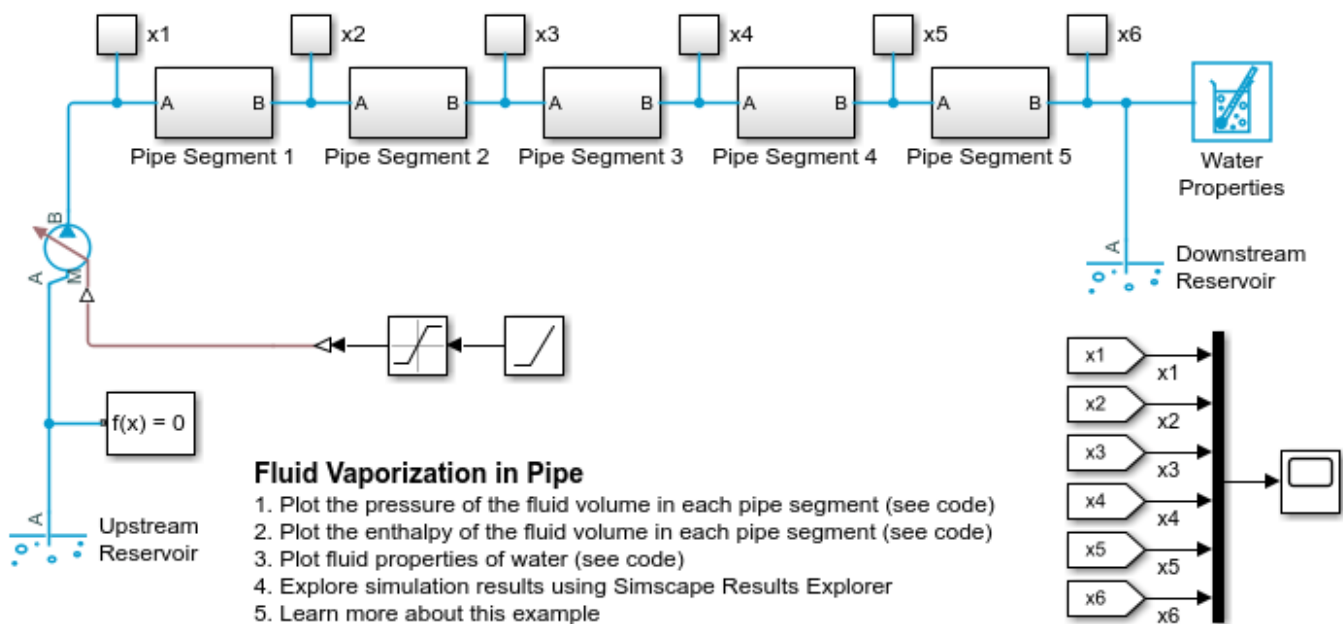 x1
x2
x3
x4
x5
x6
A
B
A
B
A
B
A
B
A
B
Pipe Segment 1
Pipe Segment 2
Pipe Segment 3
Pipe Segment 4
Pipe Segment 5
Water
Properties
B
A
M
A
Downstream
Reservoir
f(x) = 0
A
Upstream
Reservoir
Fluid Vaporization in Pipe
1. Plot the pressure of the fluid volume in each pipe segment (see code)
2. Plot the enthalpy of the fluid volume in each pipe segment (see code)
3. Plot fluid properties of water (see code)
4. Explore simulation results using Simscape Results Explorer
5. Learn more about this example
x1
x1
x2
x2
x3
x3
x4
x4
x5
x5
x6
x6